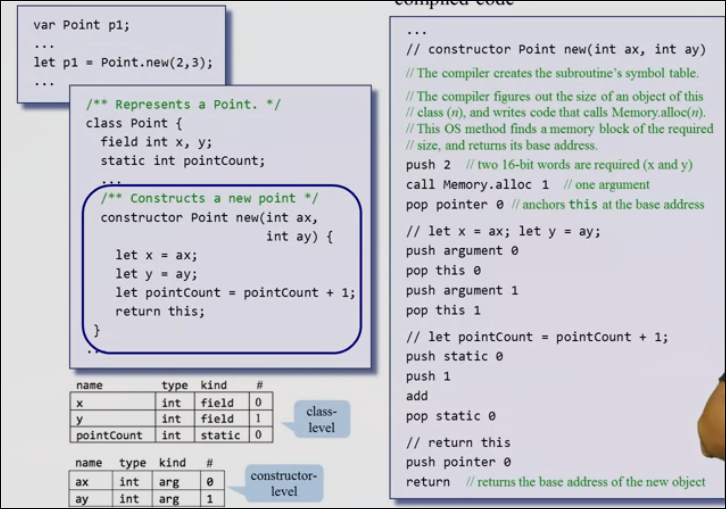 compiled code
var Point p1;
...
let p1 = Point.new(2,3);
...
/** Represents a Point. */
class Point {
field int x, y;
static int pointCount;
...
/** Constructs a new point */
constructor Point new(int ax,
int ay) {
let x = ax;
let y = ay;
let pointCount = pointCount + 1;
return this;
}
...
name type kind #
x int field 0
y int field 1
pointCount int static 0
class-
level
name type kind #
ax int arg 0
ay int arg 1
constructor-
level
...
// constructor Point new(int ax, int ay)
// The compiler creates the subroutine's symbol table.
// The compiler figures out the size of an object of this
// class (n), and writes code that calls Memory.alloc(n).
// This OS method finds a memory block of the required
// size, and returns its base address.
push 2 // two 16-bit words are required (x and y)
call Memory.alloc 1 // one argument
pop pointer 0 // anchors this at the base address
// let x = ax; let y = ay;
push argument 0
pop this 0
push argument 1
pop this 1
// let pointCount = pointCount + 1;
push static 0
push 1
add
pop static 0
// return this
push pointer 0
return // returns the base address of the new object